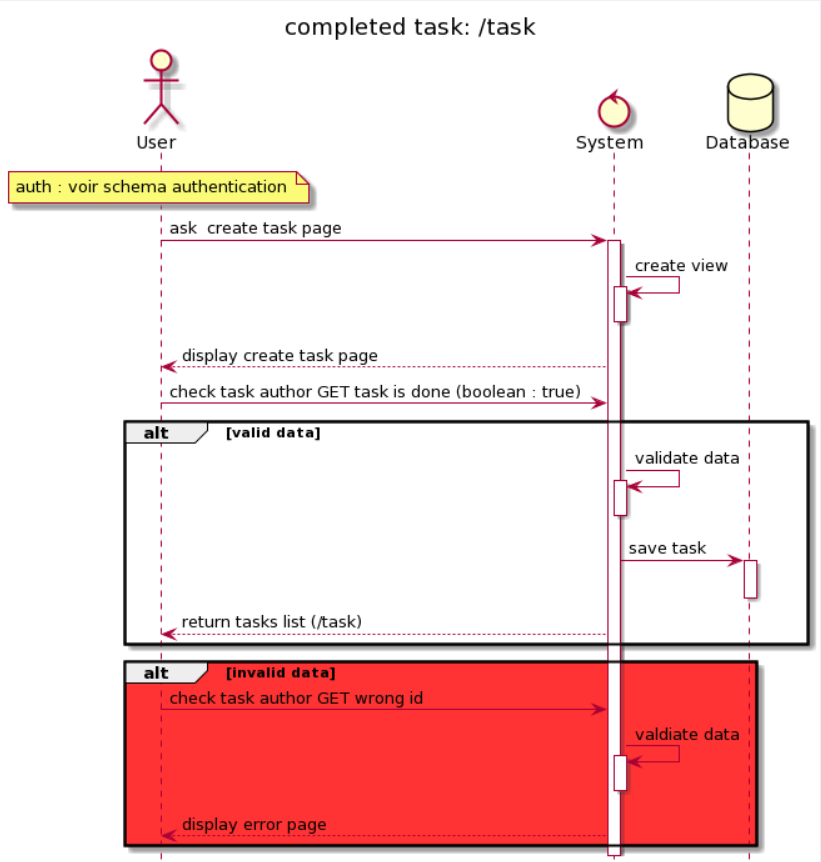 completed task: /task
User
System
Database
auth : voir schema authentication
ask  create task page
create view
display create task page
check task author GET task is done (boolean : true)
alt
[valid data]
validate data
save task
return tasks list (/task)
alt
[invalid data]
check task author GET wrong id
valdiate data
display error page